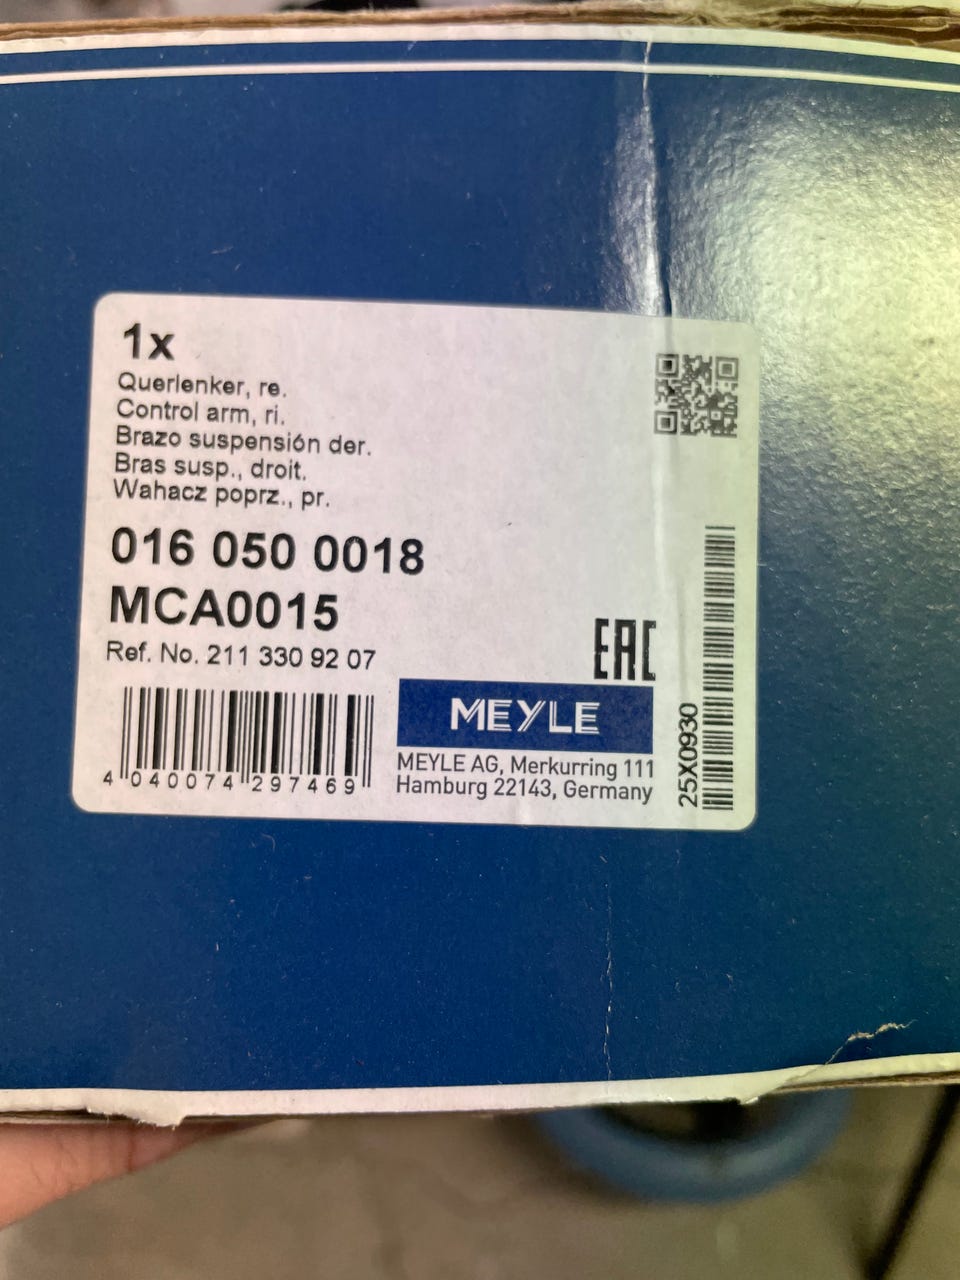 1x
Querlenker, re.
Control arm, ri.
Brazo suspensión der.
Bras susp., droit.
Wahacz poprz., pr.
016 050 0018
MCA0015
Ref. No. 211 330 92 07
EAC
MEYLE
MEYLE AG, Merkurring 111
Hamburg 22143, Germany
4 040074 297469
25X0930